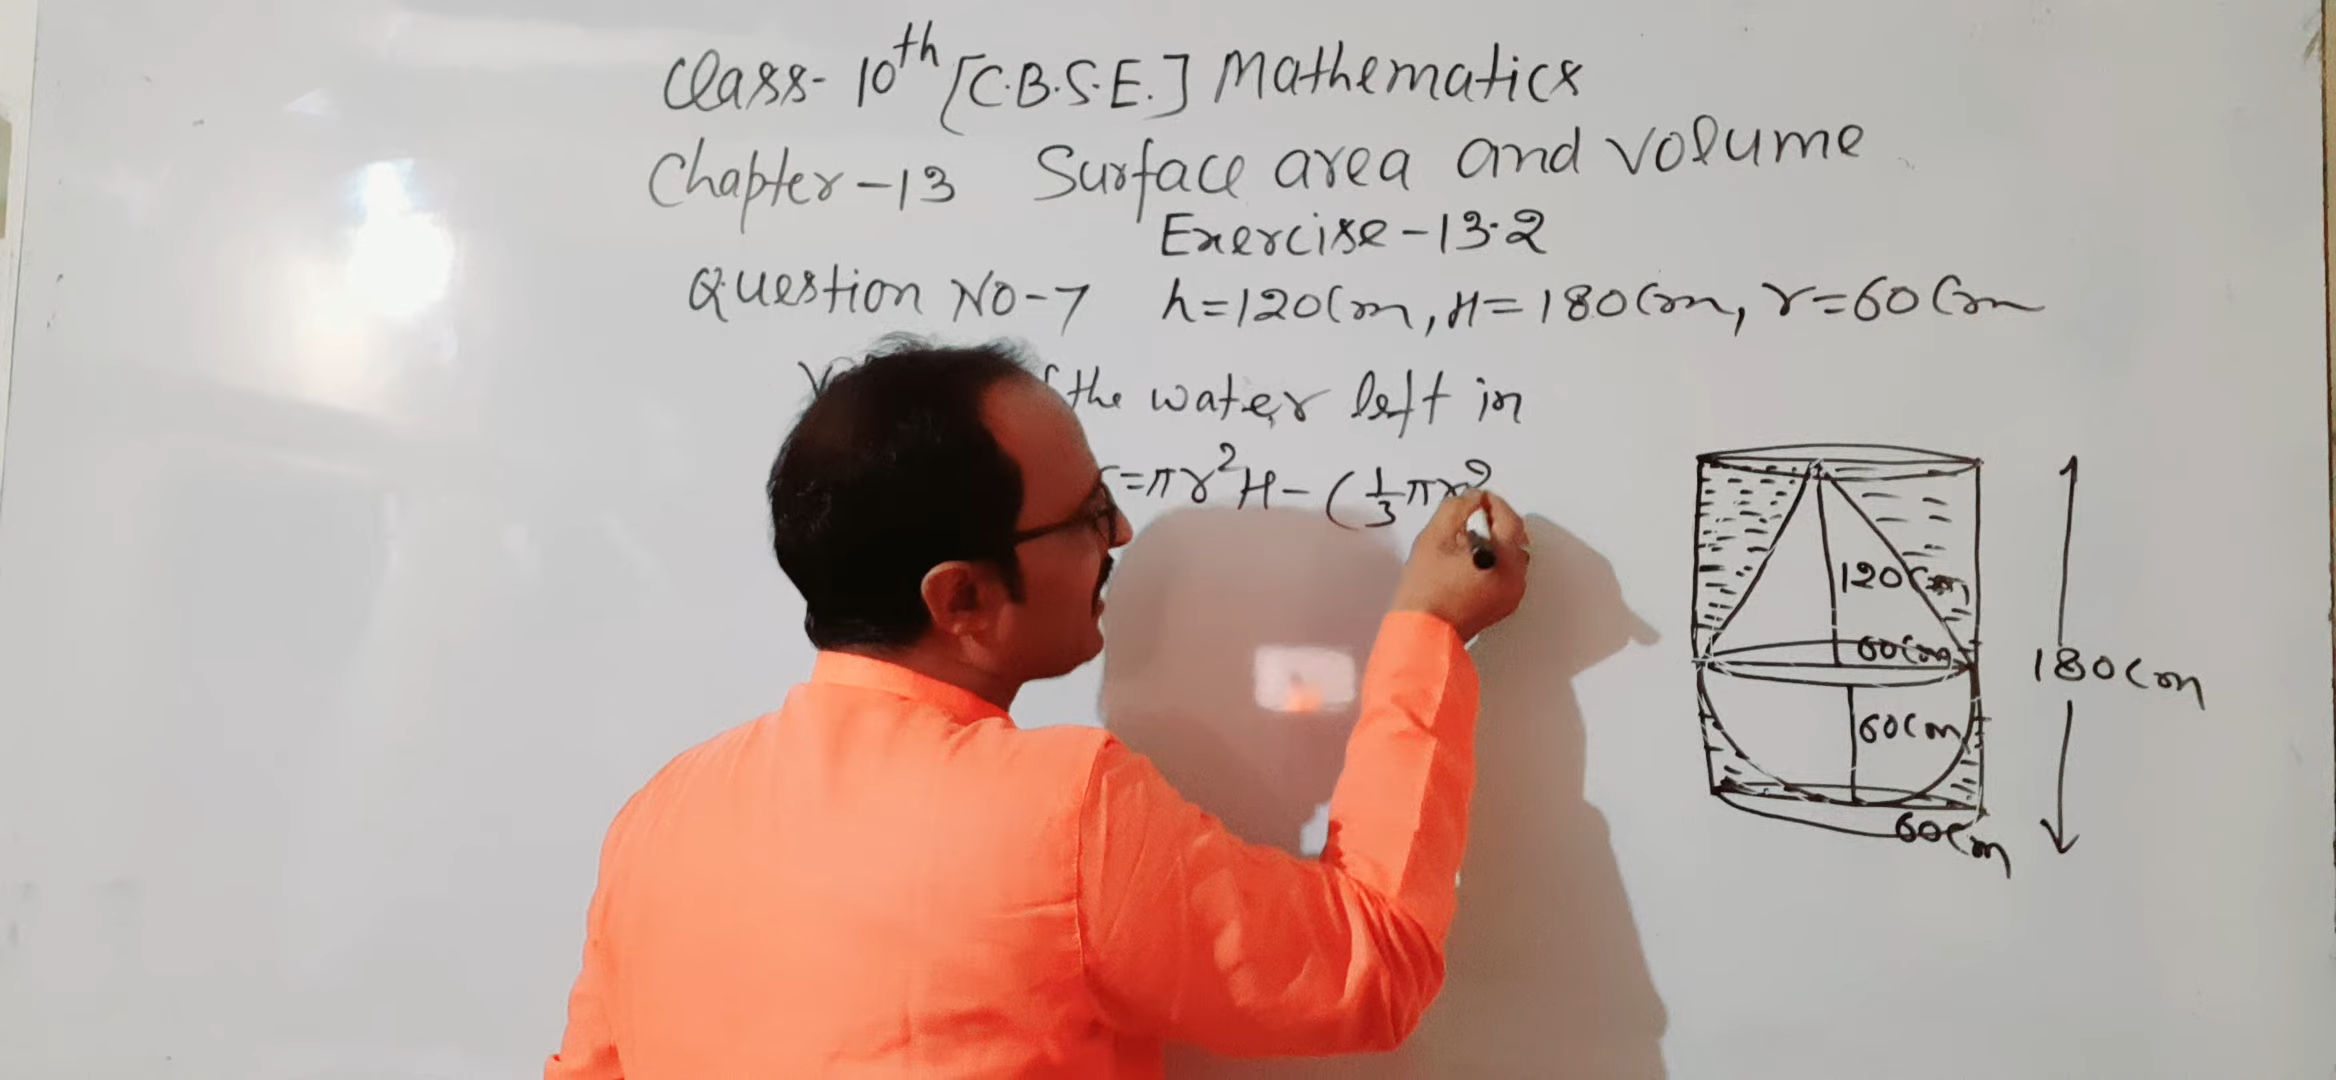 Class- 10th [C.B.S.E.] Mathematics
Chapter-13 Surface area and volume
Exercise-13.2
Question No-7 h=120Cm, H=180Cm, r=60Cm
the water left in
=πr²H-(1/3πr²
120Cm
60Cm
180Cm
60Cm
60Cm